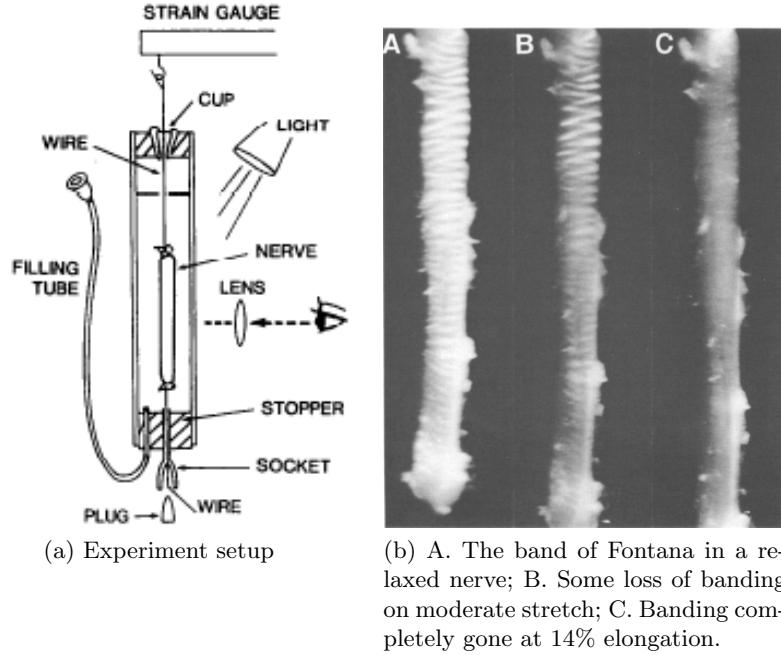 STRAIN GAUGE
CUP
LIGHT
WIRE
NERVE
FILLING
TUBE
LENS
STOPPER
SOCKET
WIRE
PLUG
(a) Experiment setup
A
B
C
(b) A. The band of Fontana in a re-
laxed nerve; B. Some loss of banding
on moderate stretch; C. Banding com-
pletely gone at 14% elongation.